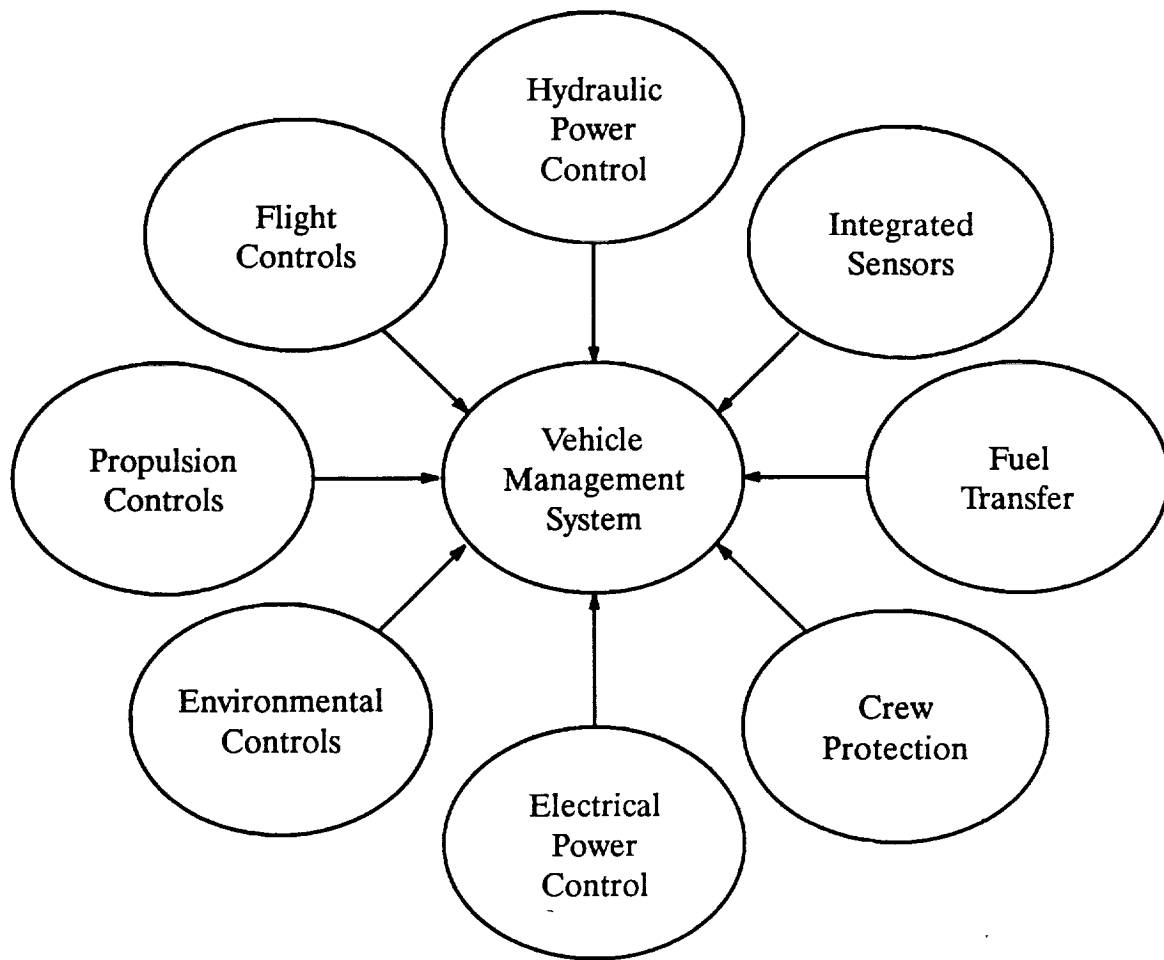 Hydraulic
Power
Control
Flight
Controls
Integrated
Sensors
Propulsion
Controls
Vehicle
Management
System
Fuel
Transfer
Environmental
Controls
Crew
Protection
Electrical
Power
Control